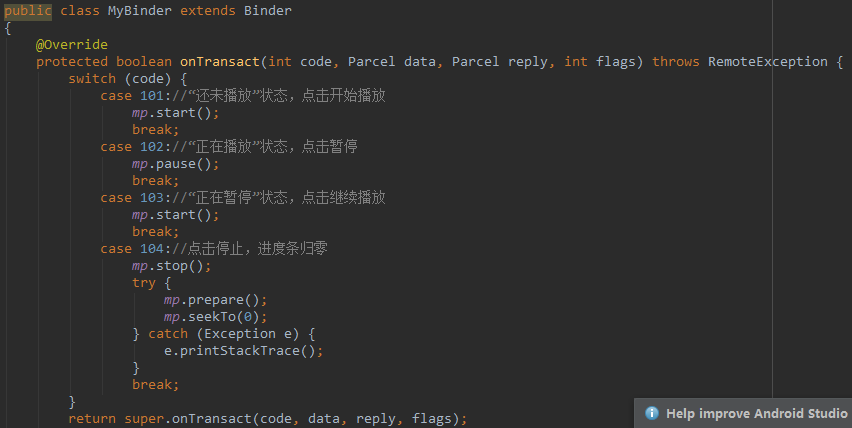 public class MyBinder extends Binder
{
@Override
protected boolean onTransact(int code, Parcel data, Parcel reply, int flags) throws RemoteException {
switch (code) {
case 101://“还未播放”状态，点击开始播放
mp.start();
break;
case 102://“正在播放”状态，点击暂停
mp.pause();
break;
case 103://“正在暂停”状态，点击继续播放
mp.start();
break;
case 104://点击停止，进度条归零
mp.stop();
try {
mp.prepare();
mp.seekTo(0);
} catch (Exception e) {
e.printStackTrace();
}
break;
}
return super.onTransact(code, data, reply, flags);
Help improve Android Studio